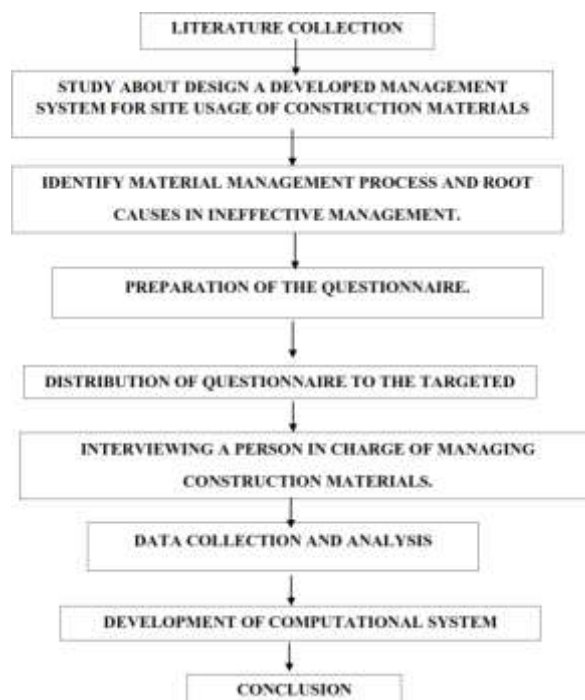 LITERATURE COLLECTION
STUDY ABOUT DESIGN A DEVELOPED MANAGEMENT
SYSTEM FOR SITE USAGE OF CONSTRUCTION MATERIALS
IDENTIFY MATERIAL MANAGEMENT PROCESS AND ROOT
CAUSES IN INEFFECTIVE MANAGEMENT.
PREPARATION OF THE QUESTIONNAIRE.
DISTRIBUTION OF QUESTIONNAIRE TO THE TARGETED
INTERVIEWING A PERSON IN CHARGE OF MANAGING
CONSTRUCTION MATERIALS.
DATA COLLECTION AND ANALYSIS
DEVELOPMENT OF COMPUTATIONAL SYSTEM
CONCLUSION